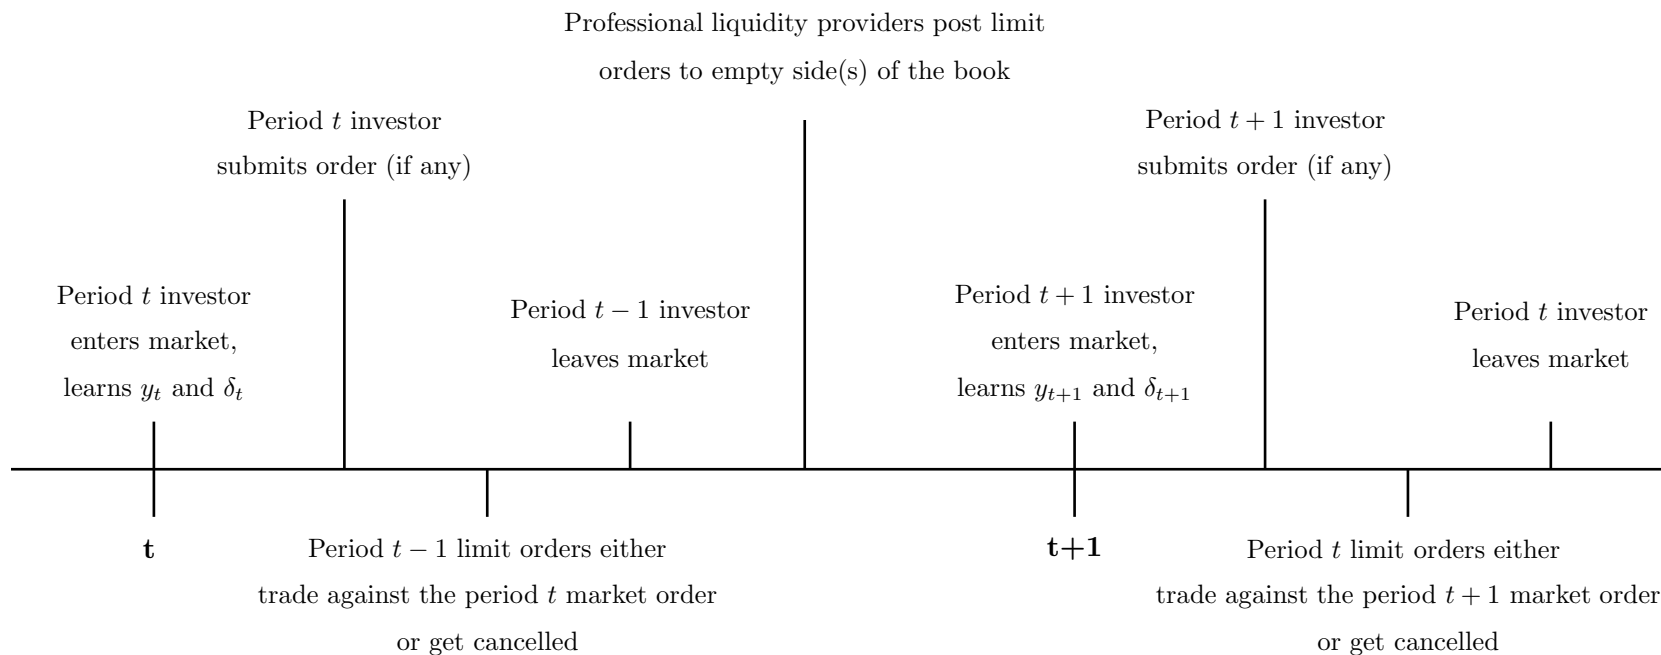 Professional liquidity providers post limit
orders to empty side(s) of the book
Period t investor
submits order (if any)
Period t + 1 investor
submits order (if any)
Period t investor
enters market,
learns y_t and δ_t
Period t − 1 investor
leaves market
Period t + 1 investor
enters market,
learns y_{t+1} and δ_{t+1}
Period t investor
leaves market
t
Period t − 1 limit orders either
trade against the period t market order
or get cancelled
t+1
Period t limit orders either
trade against the period t + 1 market order
or get cancelled